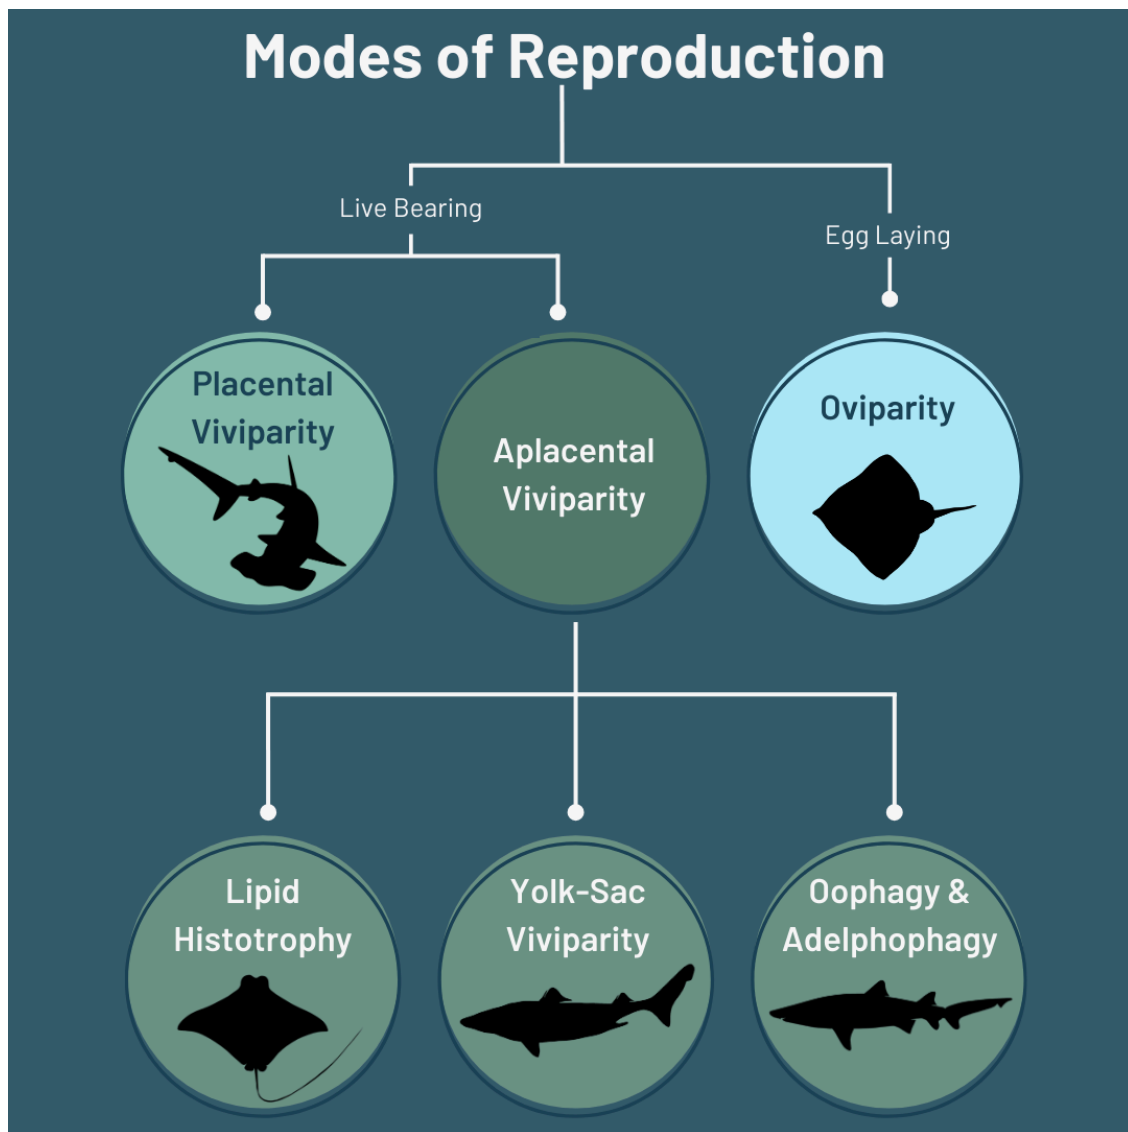 Modes of Reproduction
Live Bearing
Egg Laying
Placental
Viviparity
Aplacental
Viviparity
Oviparity
Lipid
Histotrophy
Yolk-Sac
Viviparity
Oophagy &
Adelphophagy